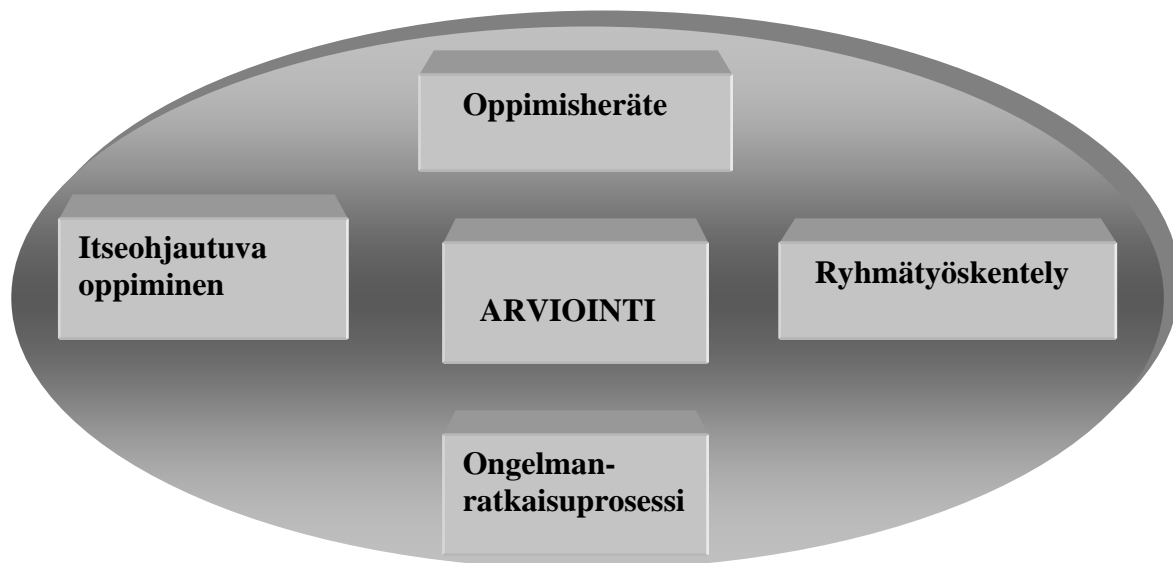 Oppimisheräte
Itseohjautuva
oppiminen
ARVIOINTI
Ryhmätyöskentely
Ongelman-
ratkaisuprosessi